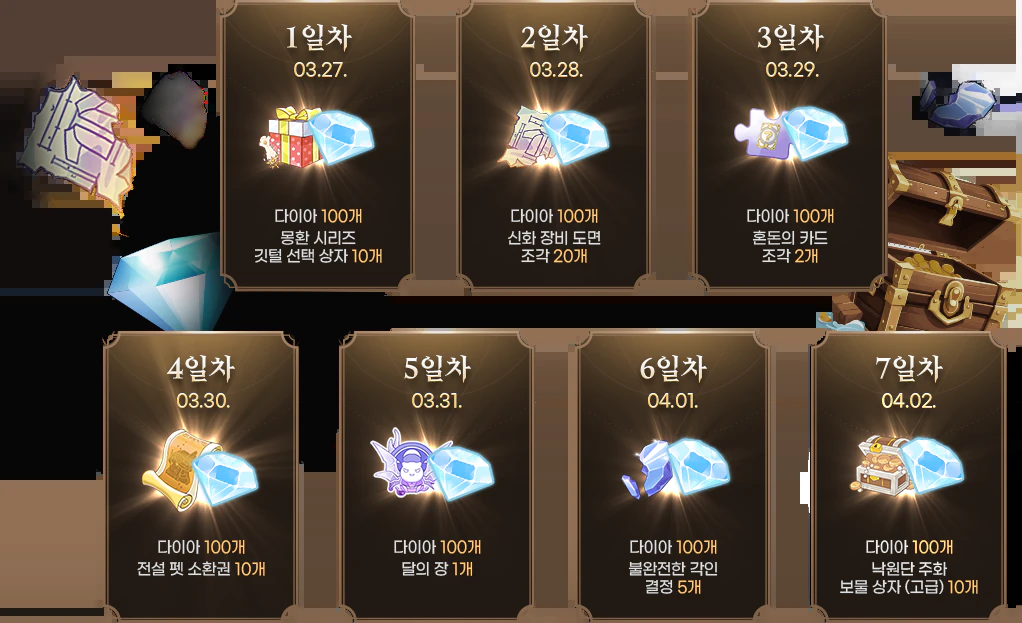 1일차
03.27.
다이아 100개
몽환 시리즈
깃털 선택 상자 10개
2일차
03.28.
다이아 100개
신화 장비 도면
조각 20개
3일차
03.29.
다이아 100개
혼돈의 카드
조각 2개
4일차
03.30.
다이아 100개
전설 펫 소환권 10개
5일차
03.31.
다이아 100개
달의 장 1개
6일차
04.01.
다이아 100개
불완전한 각인
결정 5개
7일차
04.02.
다이아 100개
낙원단 주화
보물 상자 (고급) 10개